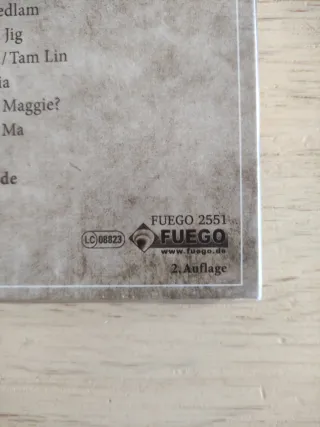 edlam
Jig
/ Tam Lin
ia
Maggie?
Ma
de
FUEGO 2551
LC 08823 FUEGO
www.fuego.de
2. Auflage